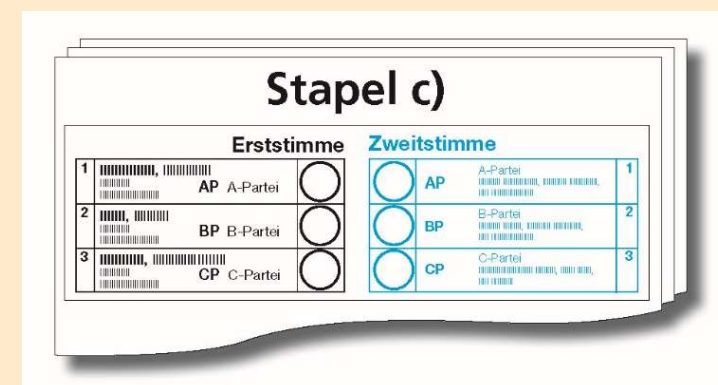 Stapel c)
Erststimme Zweitstimme
1 AP A-Partei AP A-Partei 1
2 BP B-Partei BP B-Partei 2
3 CP C-Partei CP C-Partei 3